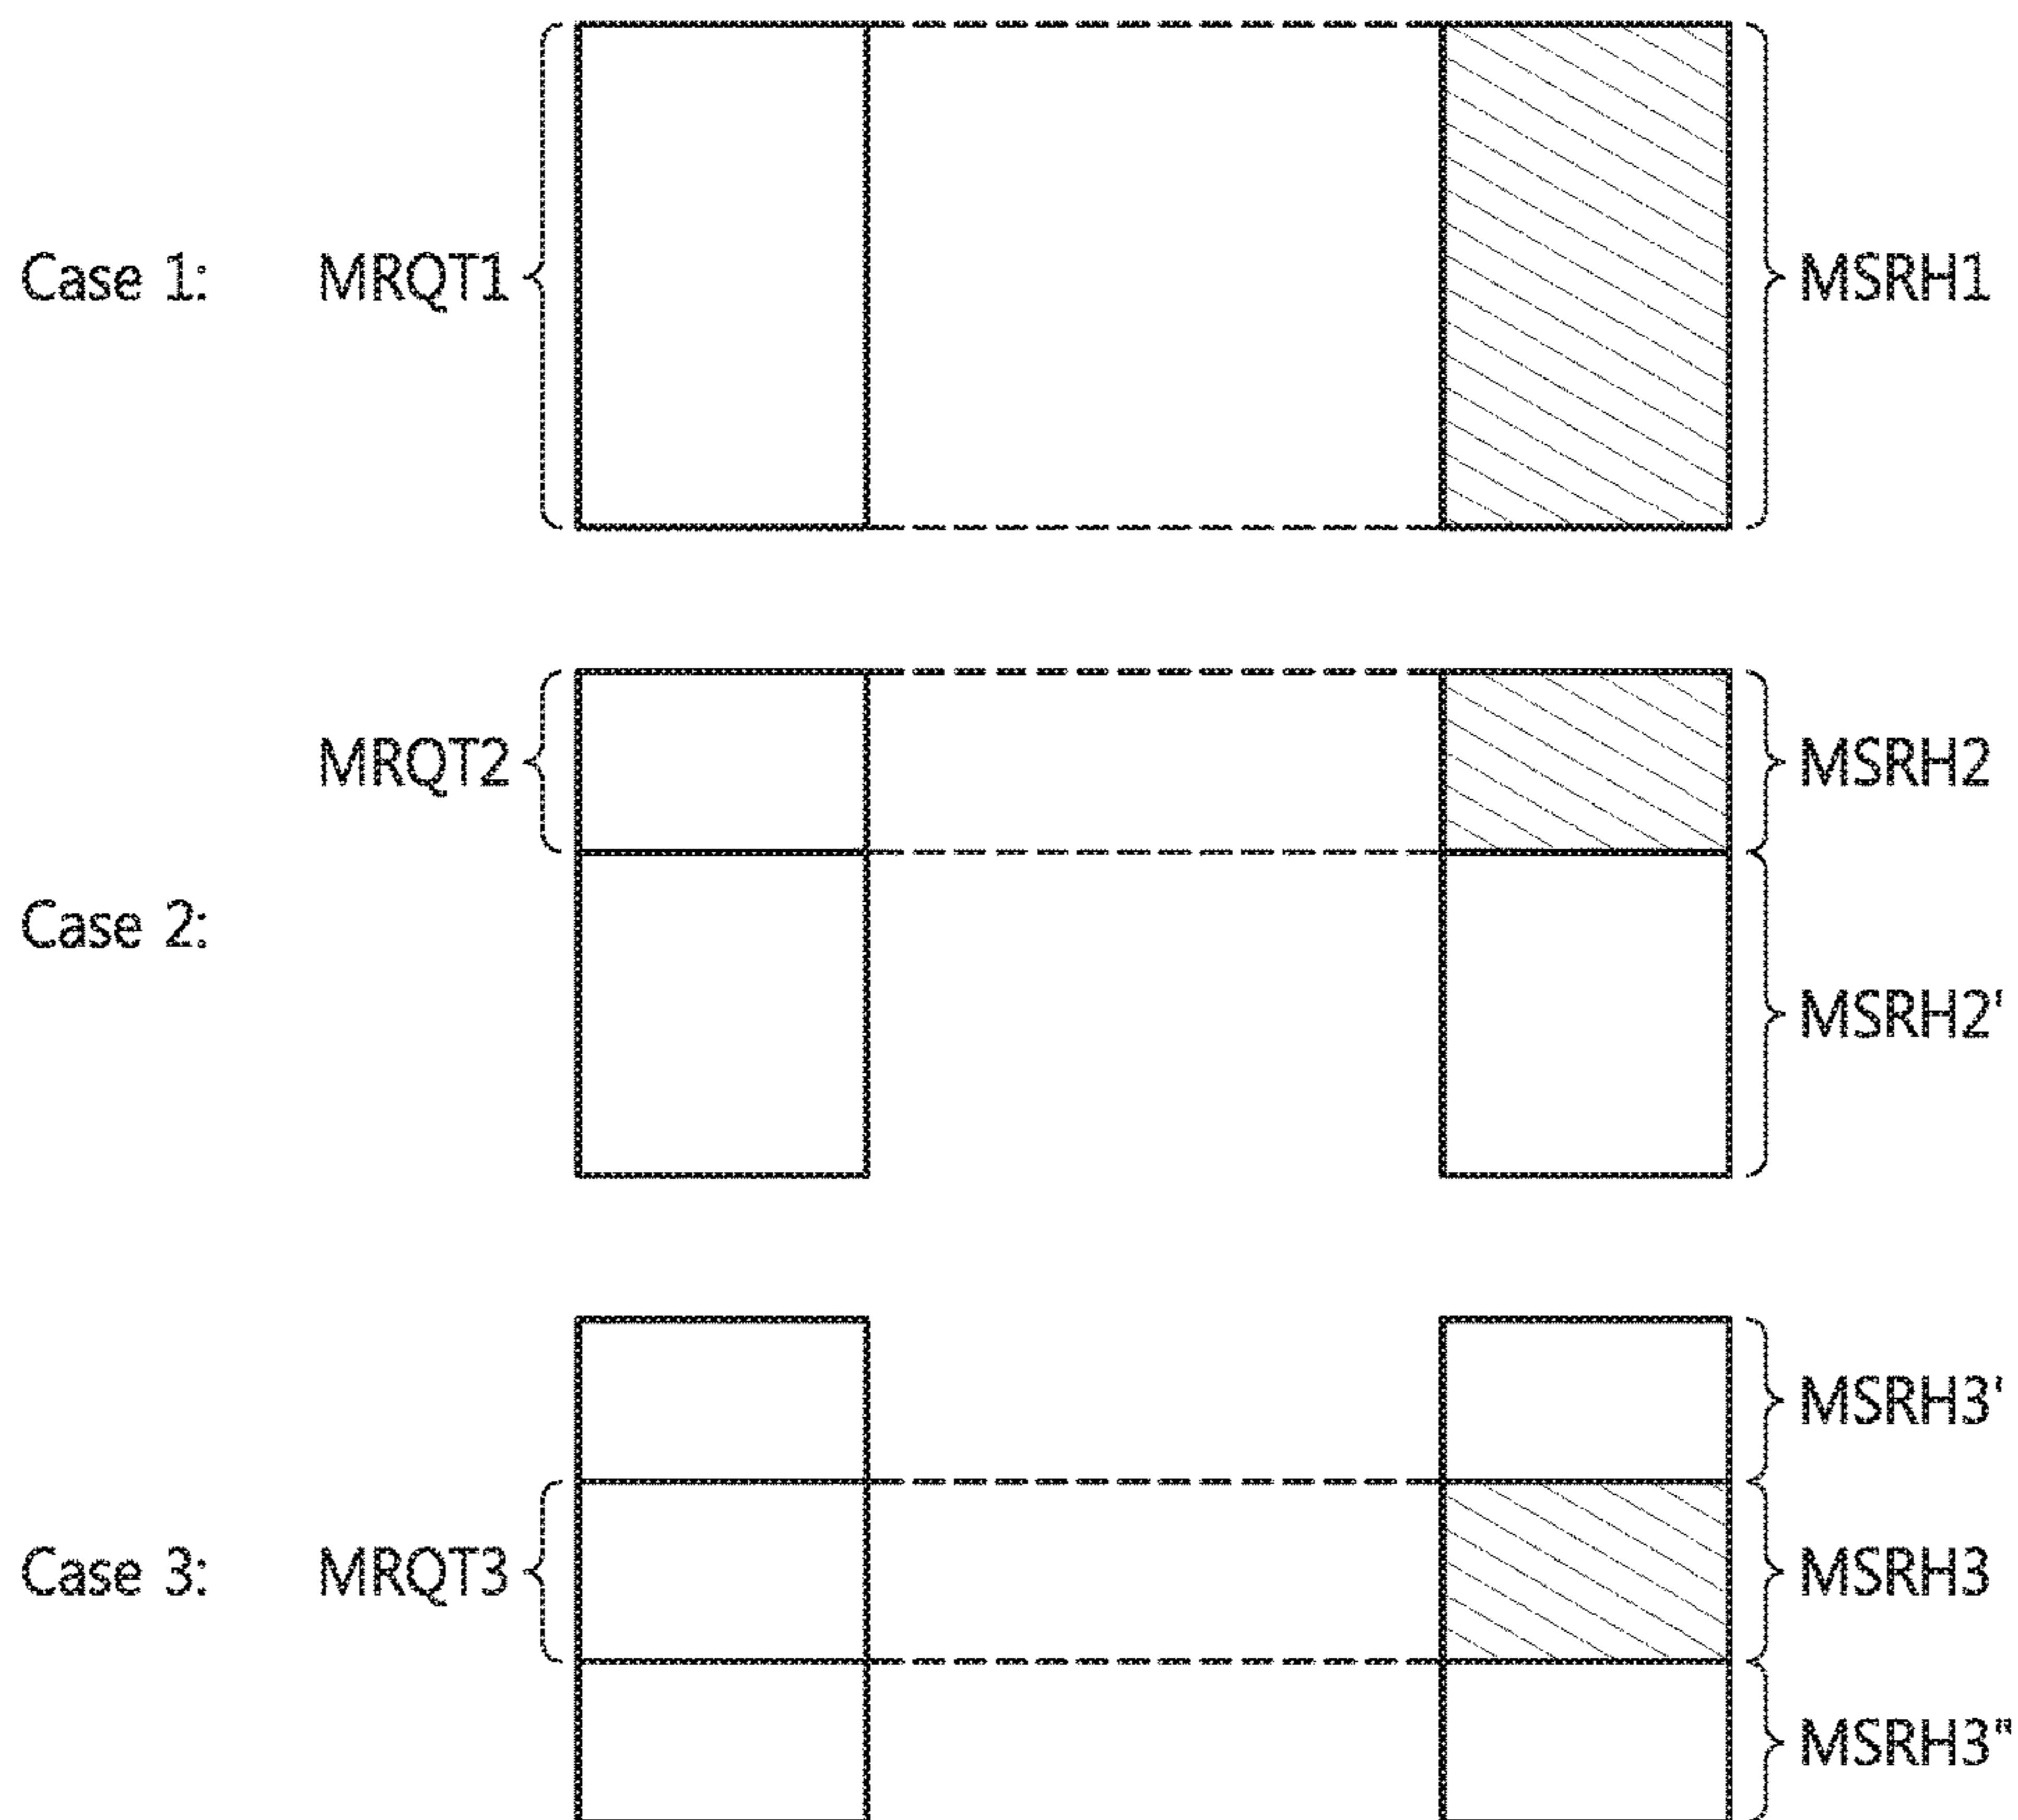 Case 1: MRQT1 MSRH1
MRQT2 MSRH2
Case 2:
MSRH2'
MSRH3'
Case 3: MRQT3 MSRH3
MSRH3"